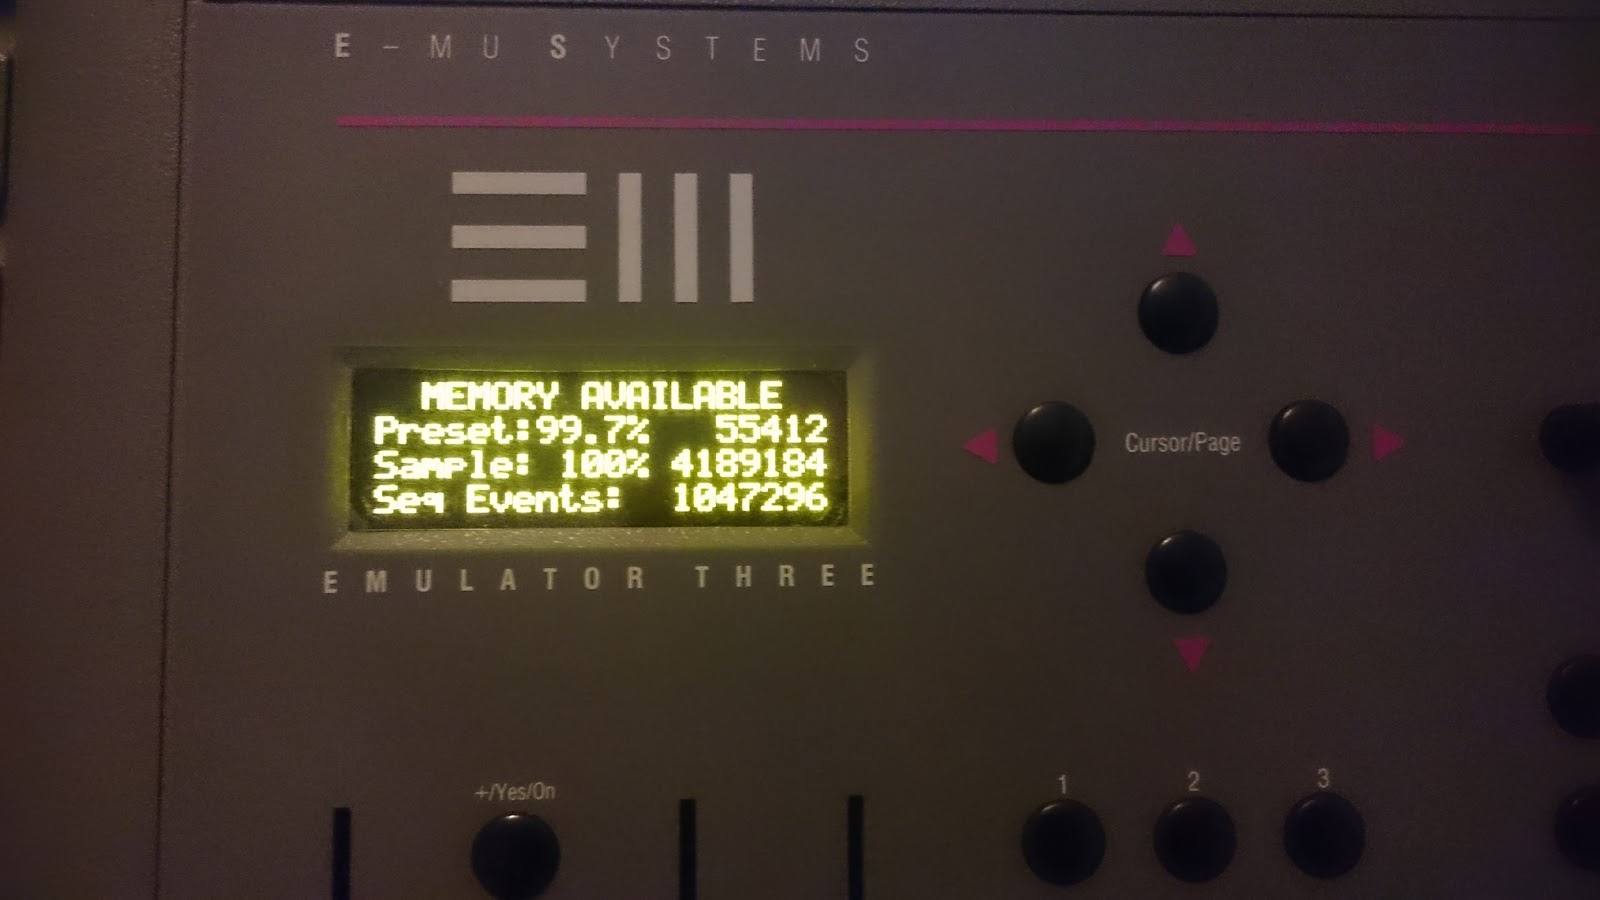 E-MU SYSTEMS
EIII
MEMORY AVAILABLE
Preset:99.7% 55412
Sample: 100% 4189184
Seq Events: 1047296
EMULATOR THREE
Cursor/Page
+/Yes/On
1 2 3